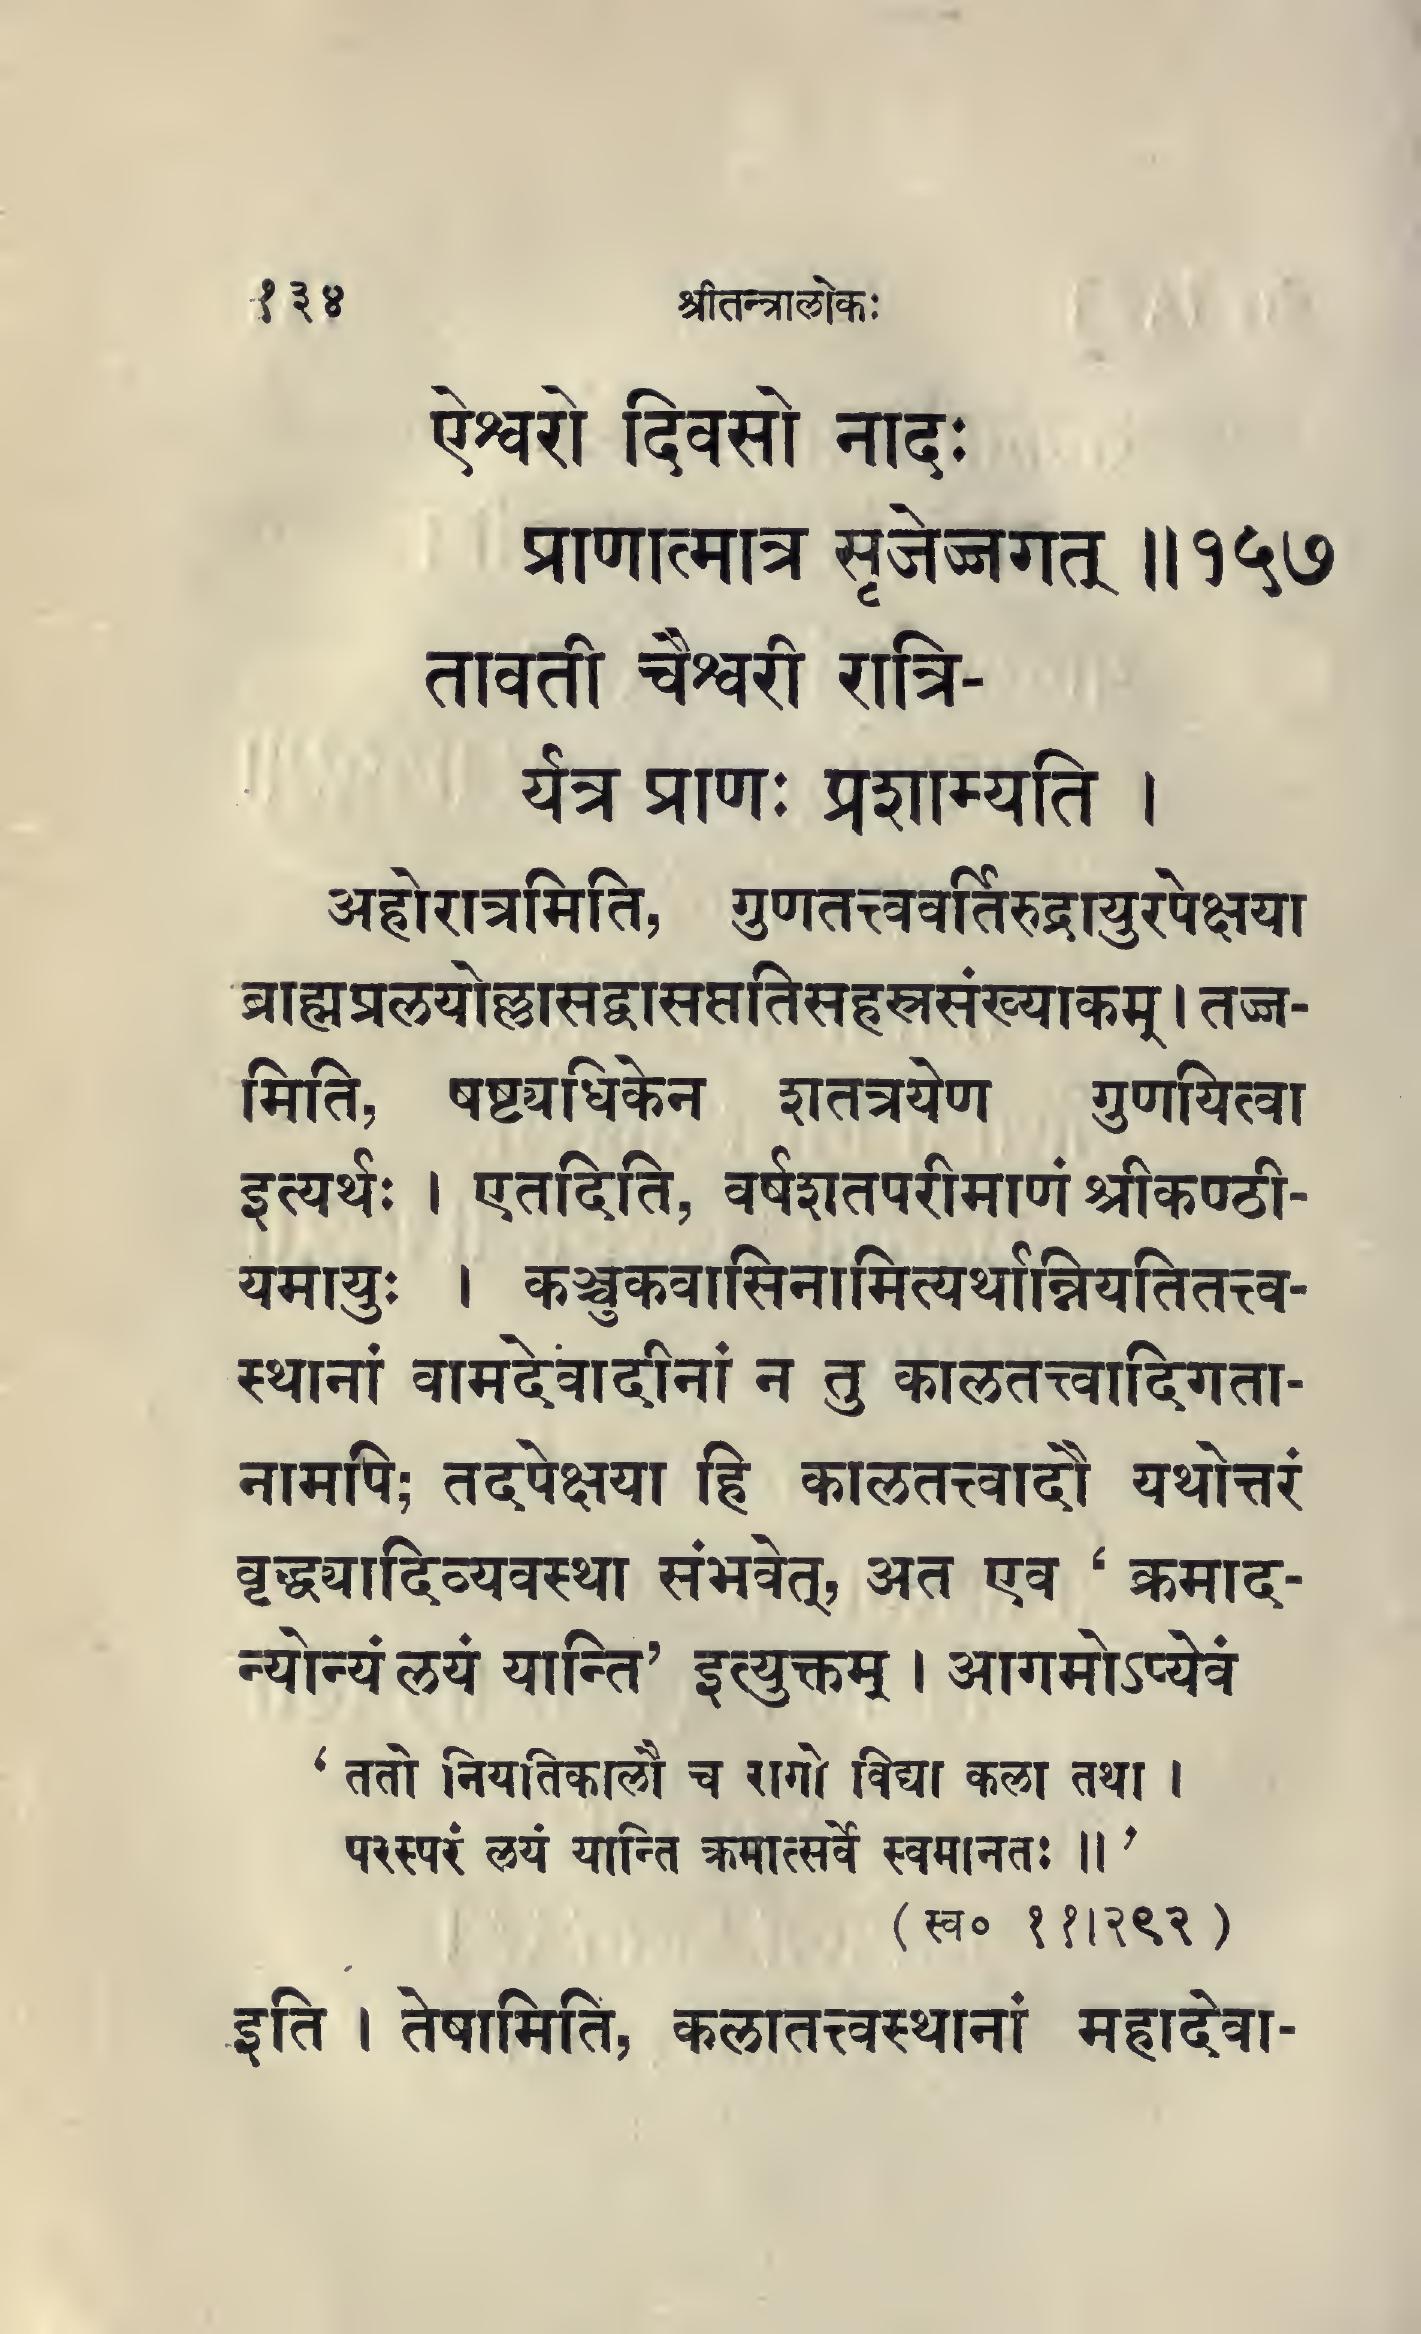 १३४ श्रीतन्त्रालोकः
ऐश्वरो दिवसो नादः
प्राणात्मात्र सृजेज्जगत् ॥१५७
तावती चैश्वरी रात्रि-
र्यत्र प्राणः प्रशाम्यति ।
अहोरात्रमिति, गुणतत्त्ववर्तिरुद्रायुरपेक्षया
ब्राह्मप्रलयोल्लासद्वासप्ततिसहस्रसंख्याकम् । तज्ज-
मिति, षष्ट्यधिकेन शतत्रयेण गुणयित्वा
इत्यर्थः । एतदिति, वर्षशतपरीमाणं श्रीकण्ठी-
यमायुः । कञ्चुकवासिनामित्यर्थान्नियतितत्त्व-
स्थानां वामदेवादीनां न तु कालतत्त्वादिगता-
नामपि; तदपेक्षया हि कालतत्त्वादौ यथोत्तरं
वृद्ध्यादिव्यवस्था संभवेत्, अत एव ‘ क्रमाद-
न्योन्यं लयं यान्ति’ इत्युक्तम् । आगमोऽप्येवं
‘ ततो नियतिकालौ च रागो विद्या कला तथा ।
परस्परं लयं यान्ति क्रमात्सर्वे स्वमानतः ॥ ’
( स्व० ११।२९२ )
इति । तेषामिति, कलातत्त्वस्थानां महादेवा-